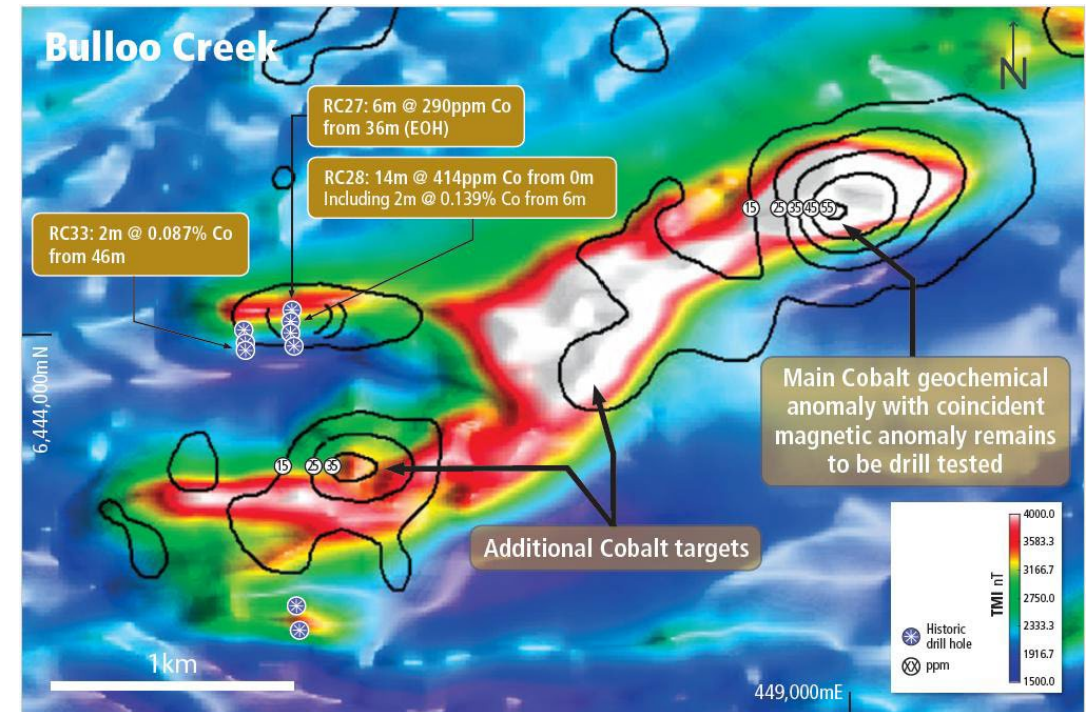 Bulloo Creek
N
RC27: 6m @ 290ppm Co
from 36m (EOH)
RC28: 14m @ 414ppm Co from 0m
Including 2m @ 0.139% Co from 6m
RC33: 2m @ 0.087% Co
from 46m
15 25 35 45 55
6,444,000mN
Main Cobalt geochemical
anomaly with coincident
magnetic anomaly remains
to be drill tested
15 25 35
Additional Cobalt targets
4000.0
3583.3
3166.7
2750.0
2333.3
1916.7
1500.0
TMI nT
Historic
drill hole
XX ppm
1km
449,000mE